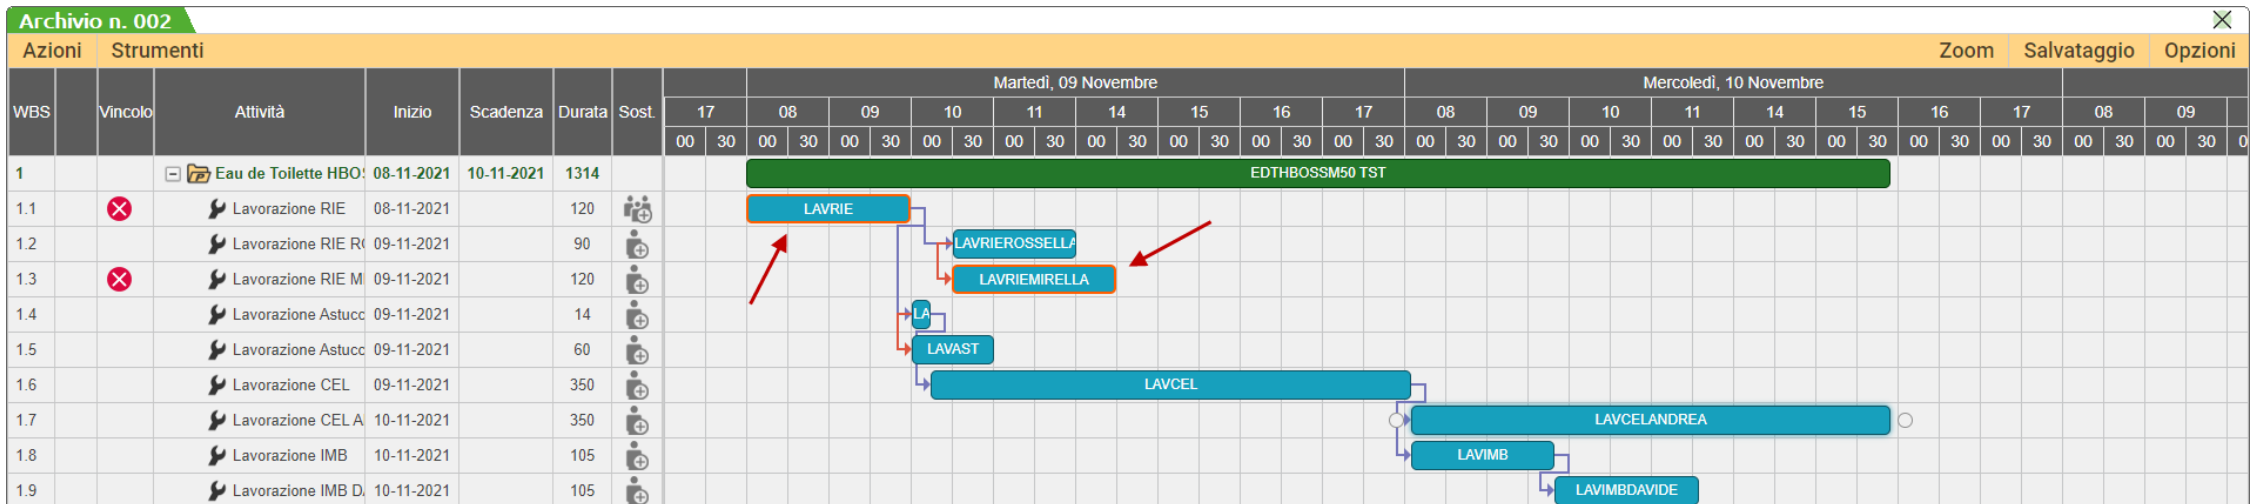 Archivio n. 002
Azioni Strumenti Zoom Salvataggio Opzioni
Martedì, 09 Novembre Mercoledì, 10 Novembre
WBS Vincolo Attività Inizio Scadenza Durata Sost. 17 08 09 10 11 14 15 16 17 08 09 10 11 14 15 16 17 08 09
00 30 00 30 00 30 00 30 00 30 00 30 00 30 00 30 00 30 00 30 00 30 00 30 00 30 00 30 00 30 00 30 00 30 00 30 00 30 0
1 Eau de Toilette HBOS 08-11-2021 10-11-2021 1314 EDTHBOSSM50 TST
1.1 Lavorazione RIE 08-11-2021 120 LAVRIE
1.2 Lavorazione RIE RO 09-11-2021 90 LAVRIEROSSELLA
1.3 Lavorazione RIE MI 09-11-2021 120 LAVRIEMIRELLA
1.4 Lavorazione Astucc 09-11-2021 14 LA
1.5 Lavorazione Astucc 09-11-2021 60 LAVAST
1.6 Lavorazione CEL 09-11-2021 350 LAVCEL
1.7 Lavorazione CEL A 10-11-2021 350 LAVCELANDREA
1.8 Lavorazione IMB 10-11-2021 105 LAVIMB
1.9 Lavorazione IMB DA 10-11-2021 105 LAVIMBDAVIDE